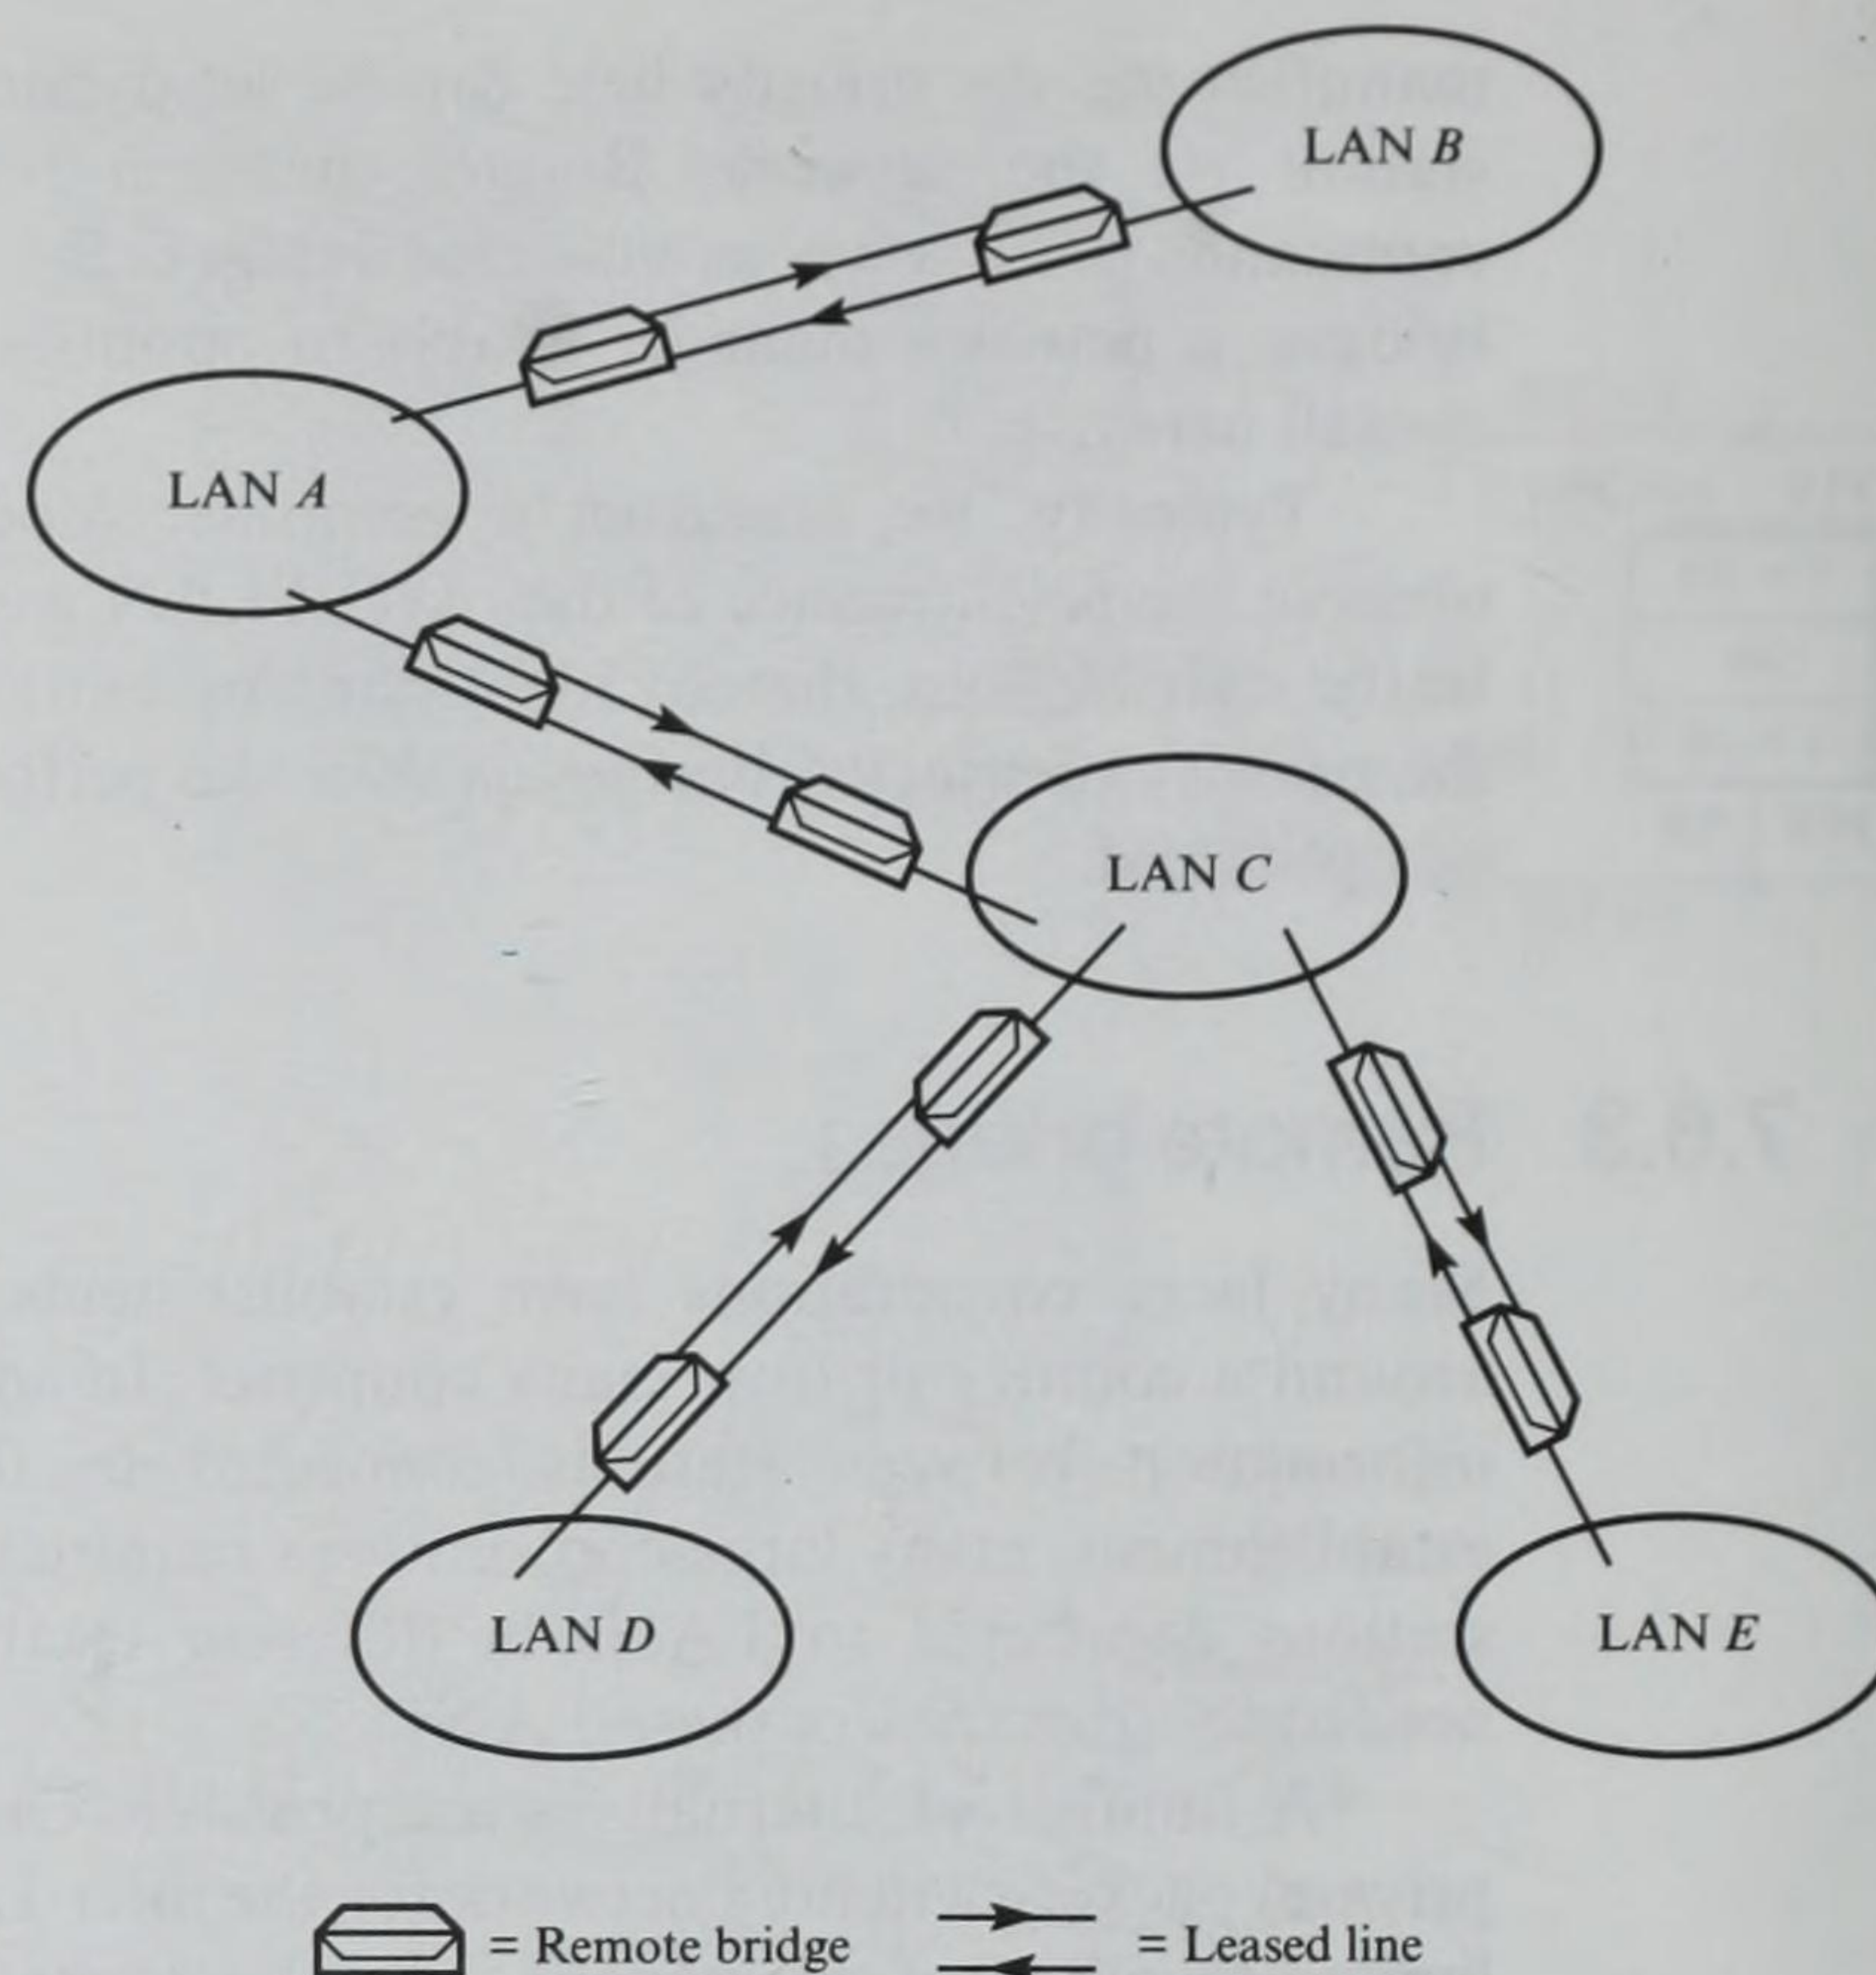 LAN B
LAN A
LAN C
LAN D
LAN E
= Remote bridge = Leased line